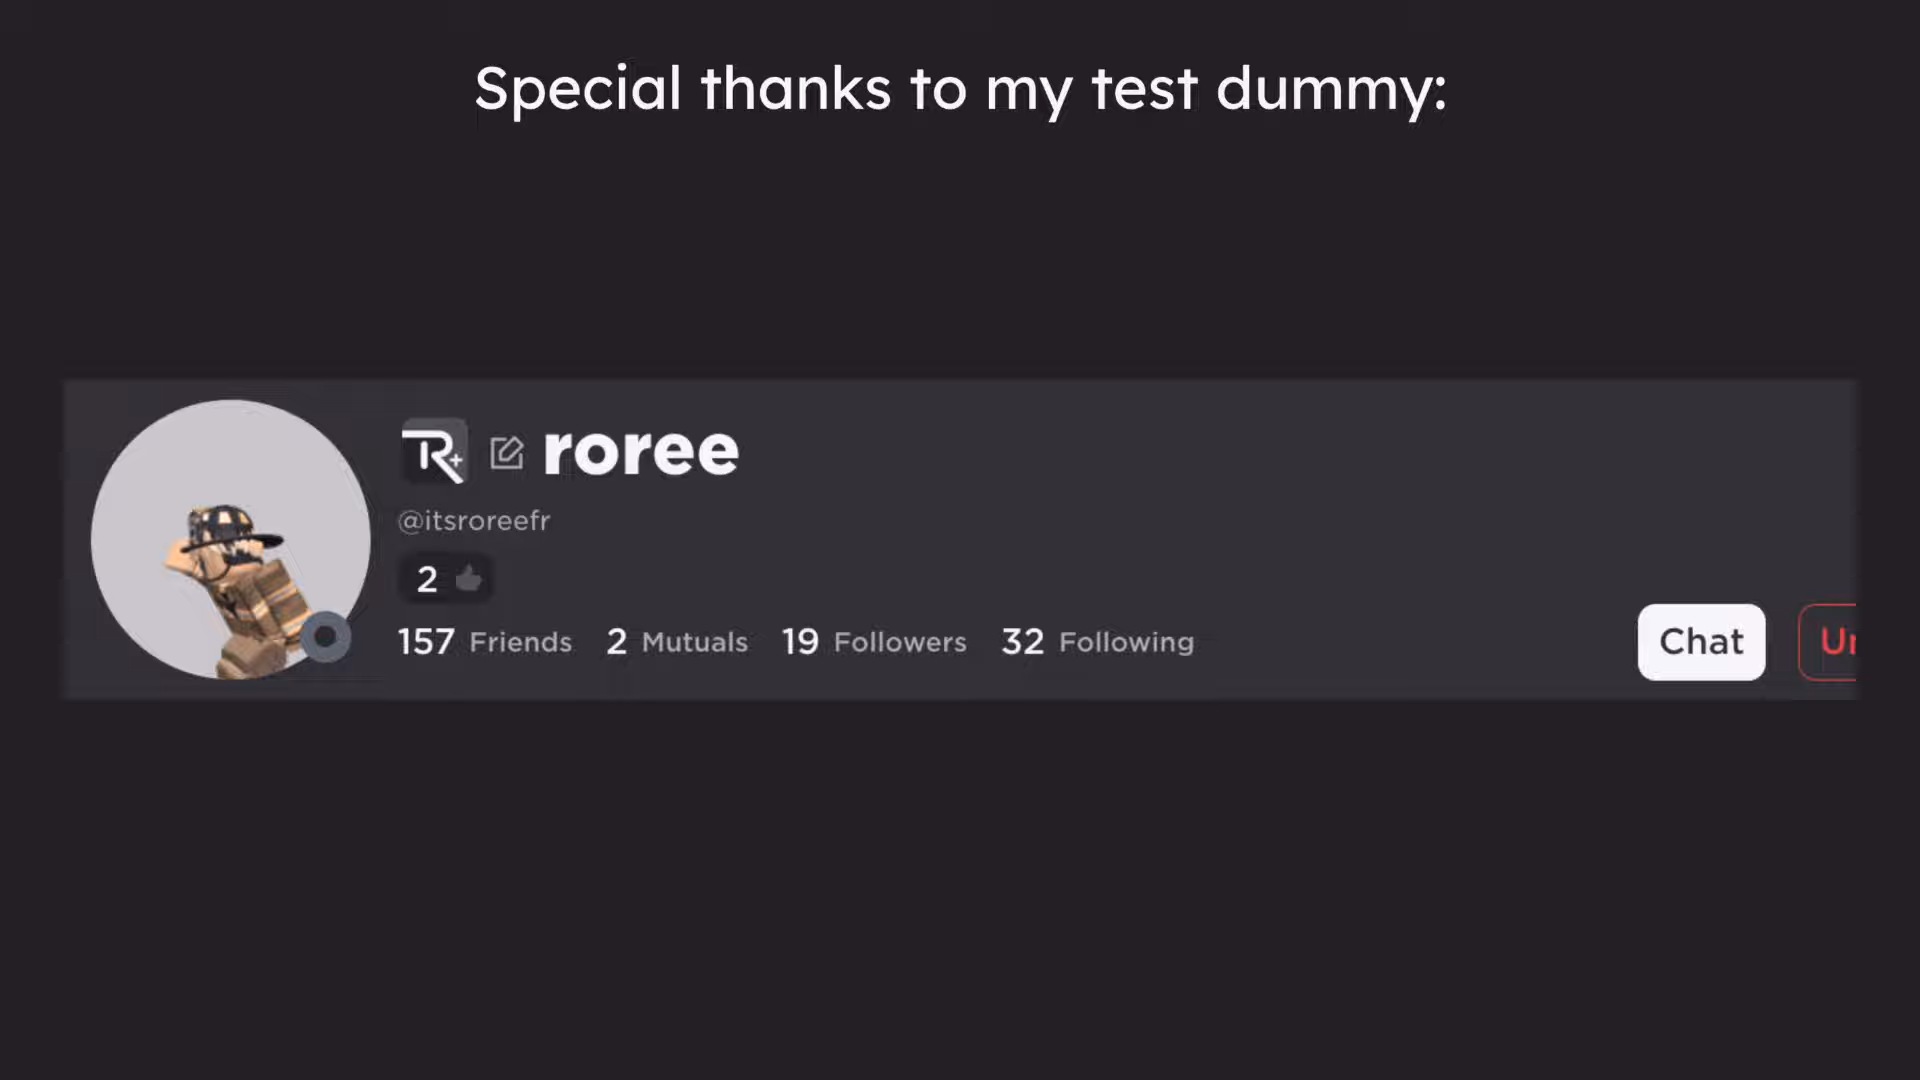 Special thanks to my test dummy:
R+ roree
@itsroreefr
2
157 Friends 2 Mutuals 19 Followers 32 Following
Chat